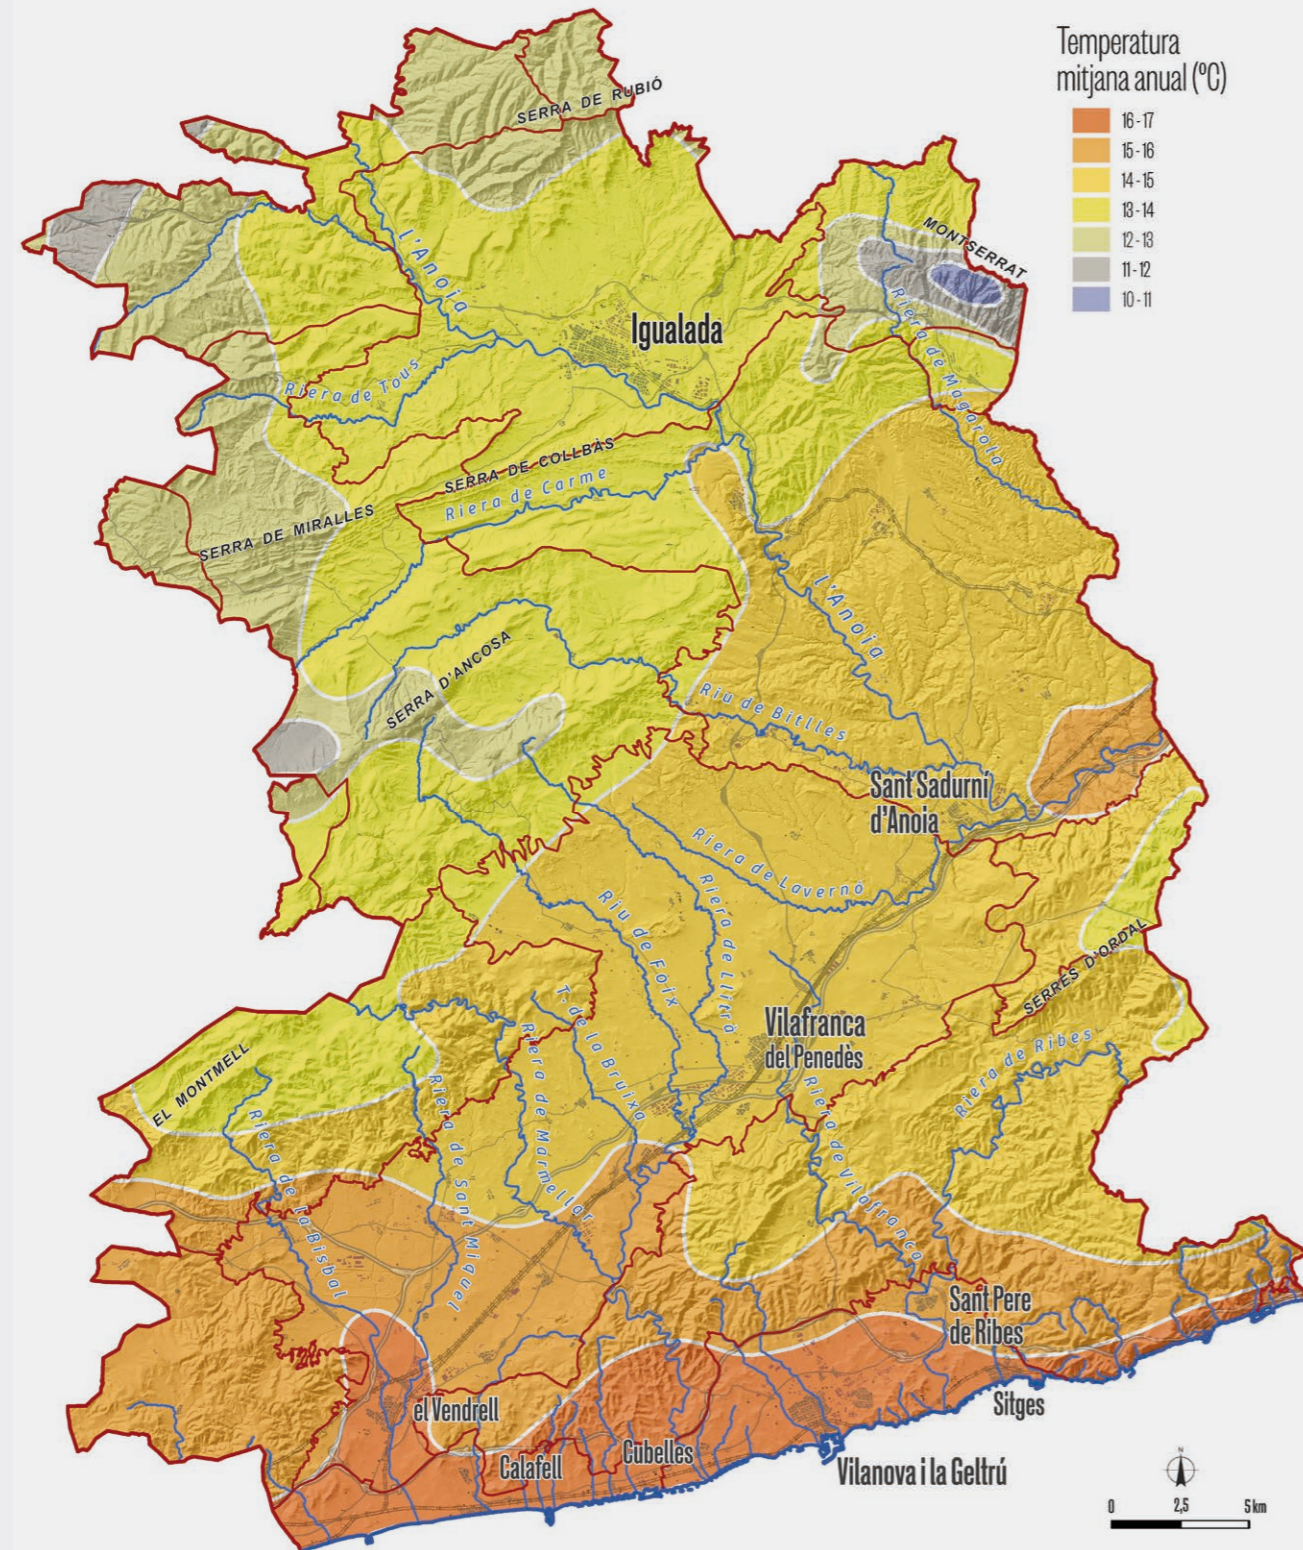 Temperatura
mitjana anual (ºC)
16 - 17
15 - 16
14 - 15
13 - 14
12 - 13
11 - 12
10 - 11
SERRA DE RUBIÓ
MONTSERRAT
l'Anoia
Igualada
Riera de Magarola
Riera de Tous
SERRA DE COLLBÀS
Riera de Carme
SERRA DE MIRALLES
l'Anoia
SERRA D'ANCOSA
Riu de Bitlles
Sant Sadurní
d'Anoia
Riera de Lavernó
Riu de Foix
Riera de Llitrà
SERRES D'ORDAL
T. de la Bruixa
Vilafranca
del Penedès
Riera de Ribes
EL MONTMELL
Riera de Marmellar
Riera de Sant Miquel
Riera de la Bisbal
Riera de Vilafranca
Sant Pere
de Ribes
el Vendrell
Sitges
Calafell
Cubelles
Vilanova i la Geltrú
N
0 2,5 5 km